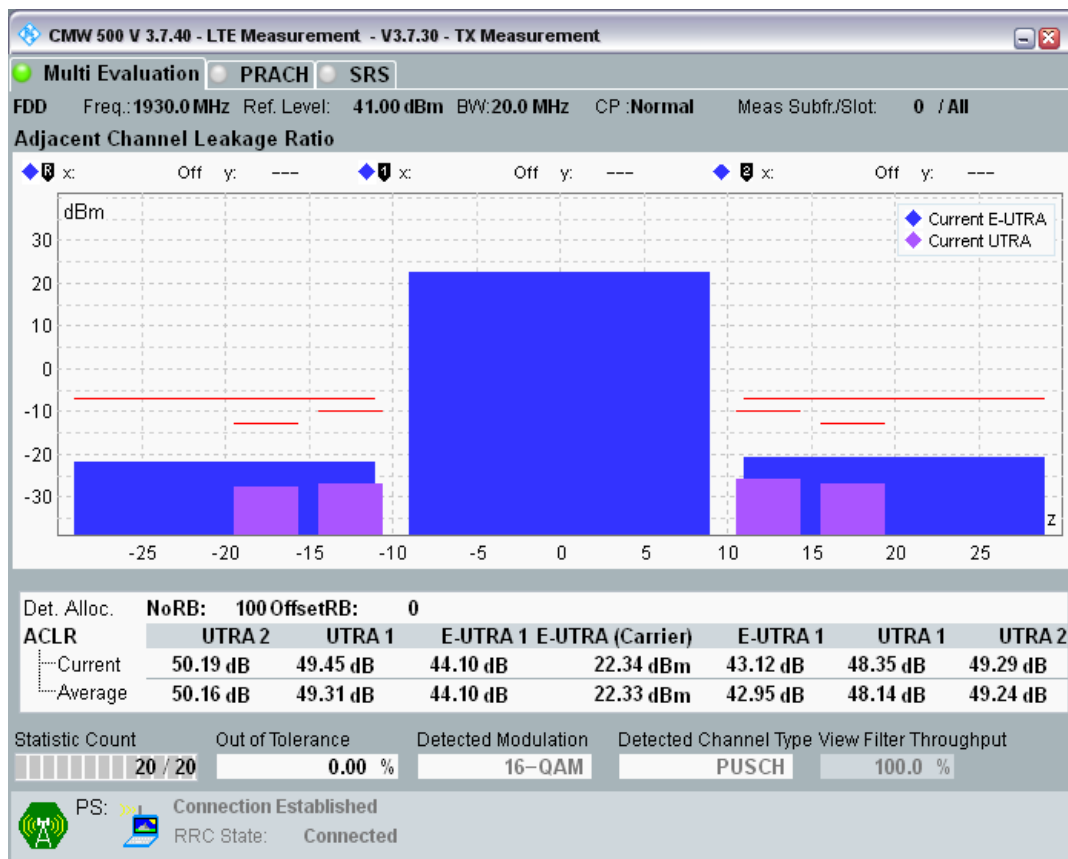 CMW 500 V 3.7.40 - LTE Measurement - V3.7.30 - TX Measurement
Multi Evaluation PRACH SRS
FDD Freq.:1930.0 MHz Ref. Level: 41.00 dBm BW:20.0 MHz CP :Normal Meas Subfr./Slot: 0 / All
Adjacent Channel Leakage Ratio
R x: Off y: --- 1 x: Off y: --- 2 x: Off y: ---
dBm
Current E-UTRA
Current UTRA
30
20
10
0
-10
-20
-30
z
-25 -20 -15 -10 -5 0 5 10 15 20 25
Det. Alloc. NoRB: 100 OffsetRB: 0
ACLR UTRA 2 UTRA 1 E-UTRA 1 E-UTRA (Carrier) E-UTRA 1 UTRA 1 UTRA 2
Current 50.19 dB 49.45 dB 44.10 dB 22.34 dBm 43.12 dB 48.35 dB 49.29 dB
Average 50.16 dB 49.31 dB 44.10 dB 22.33 dBm 42.95 dB 48.14 dB 49.24 dB
Statistic Count Out of Tolerance Detected Modulation Detected Channel Type View Filter Throughput
20 / 20 0.00 % 16-QAM PUSCH 100.0 %
PS: Connection Established
RRC State: Connected